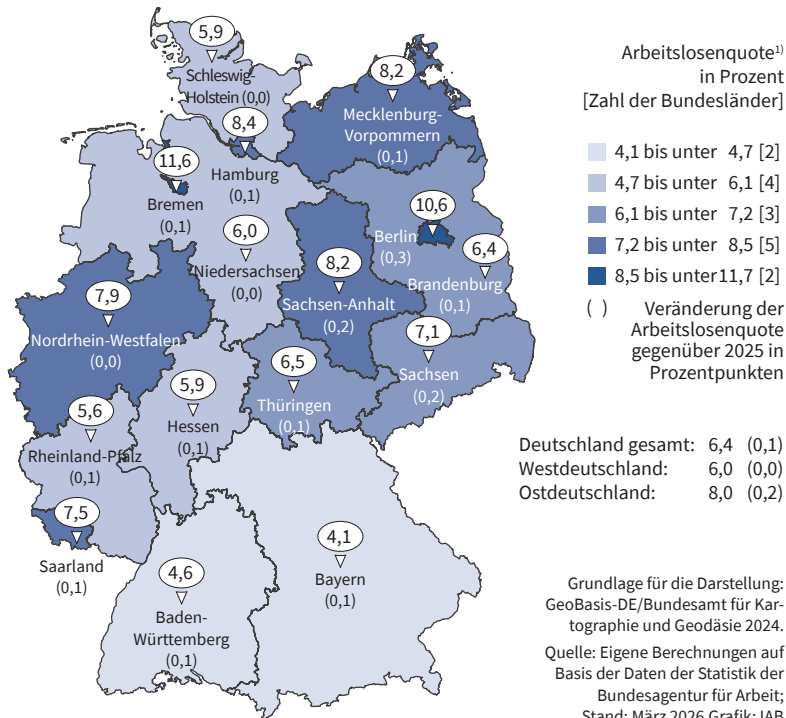 5,9
Schleswig-
Holstein (0,0)
8,2
Mecklenburg-
Vorpommern
(0,1)
8,4
Hamburg
(0,1)
11,6
Bremen
(0,1)
6,0
Niedersachsen
(0,0)
10,6
Berlin
(0,3)
6,4
Brandenburg
(0,1)
8,2
Sachsen-Anhalt
(0,2)
7,9
Nordrhein-Westfalen
(0,0)
7,1
Sachsen
(0,2)
6,5
Thüringen
(0,1)
5,9
Hessen
(0,1)
5,6
Rheinland-Pfalz
(0,1)
7,5
Saarland
(0,1)
4,6
Baden-
Württemberg
(0,1)
4,1
Bayern
(0,1)
Arbeitslosenquote1)
in Prozent
[Zahl der Bundesländer]
4,1 bis unter 4,7 [2]
4,7 bis unter 6,1 [4]
6,1 bis unter 7,2 [3]
7,2 bis unter 8,5 [5]
8,5 bis unter 11,7 [2]
( ) Veränderung der
Arbeitslosenquote
gegenüber 2025 in
Prozentpunkten
Deutschland gesamt: 6,4 (0,1)
Westdeutschland: 6,0 (0,0)
Ostdeutschland: 8,0 (0,2)
Grundlage für die Darstellung:
GeoBasis-DE/Bundesamt für Kar-
tographie und Geodäsie 2024.
Quelle: Eigene Berechnungen auf
Basis der Daten der Statistik der
Bundesagentur für Arbeit;
Stand: März 2026 Grafik: IAB